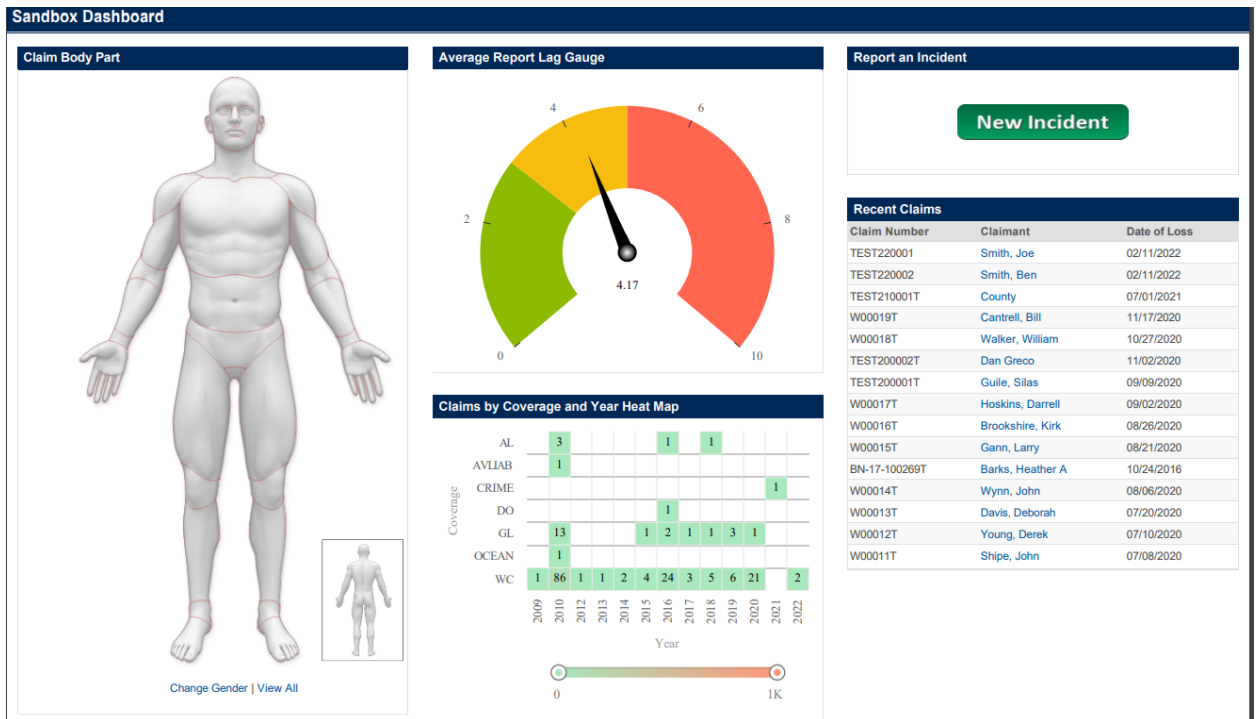 Sandbox Dashboard
Claim Body Part
Change Gender | View All
Average Report Lag Gauge
0
2
4
6
8
10
4.17
Claims by Coverage and Year Heat Map
Coverage
AL 3 1 1
AVLIAB 1
CRIME 1
DO 1
GL 13 1 2 1 1 3 1
OCEAN 1
WC 1 86 1 1 2 4 24 3 5 6 21 2
2009 2010 2012 2013 2014 2015 2016 2017 2018 2019 2020 2021 2022
Year
0 1K
Report an Incident
New Incident
Recent Claims
Claim Number Claimant Date of Loss
TEST220001 Smith, Joe 02/11/2022
TEST220002 Smith, Ben 02/11/2022
TEST210001T County 07/01/2021
W00019T Cantrell, Bill 11/17/2020
W00018T Walker, William 10/27/2020
TEST200002T Dan Greco 11/02/2020
TEST200001T Guile, Silas 09/09/2020
W00017T Hoskins, Darrell 09/02/2020
W00016T Brookshire, Kirk 08/26/2020
W00015T Gann, Larry 08/21/2020
BN-17-100269T Barks, Heather A 10/24/2016
W00014T Wynn, John 08/06/2020
W00013T Davis, Deborah 07/20/2020
W00012T Young, Derek 07/10/2020
W00011T Shipe, John 07/08/2020